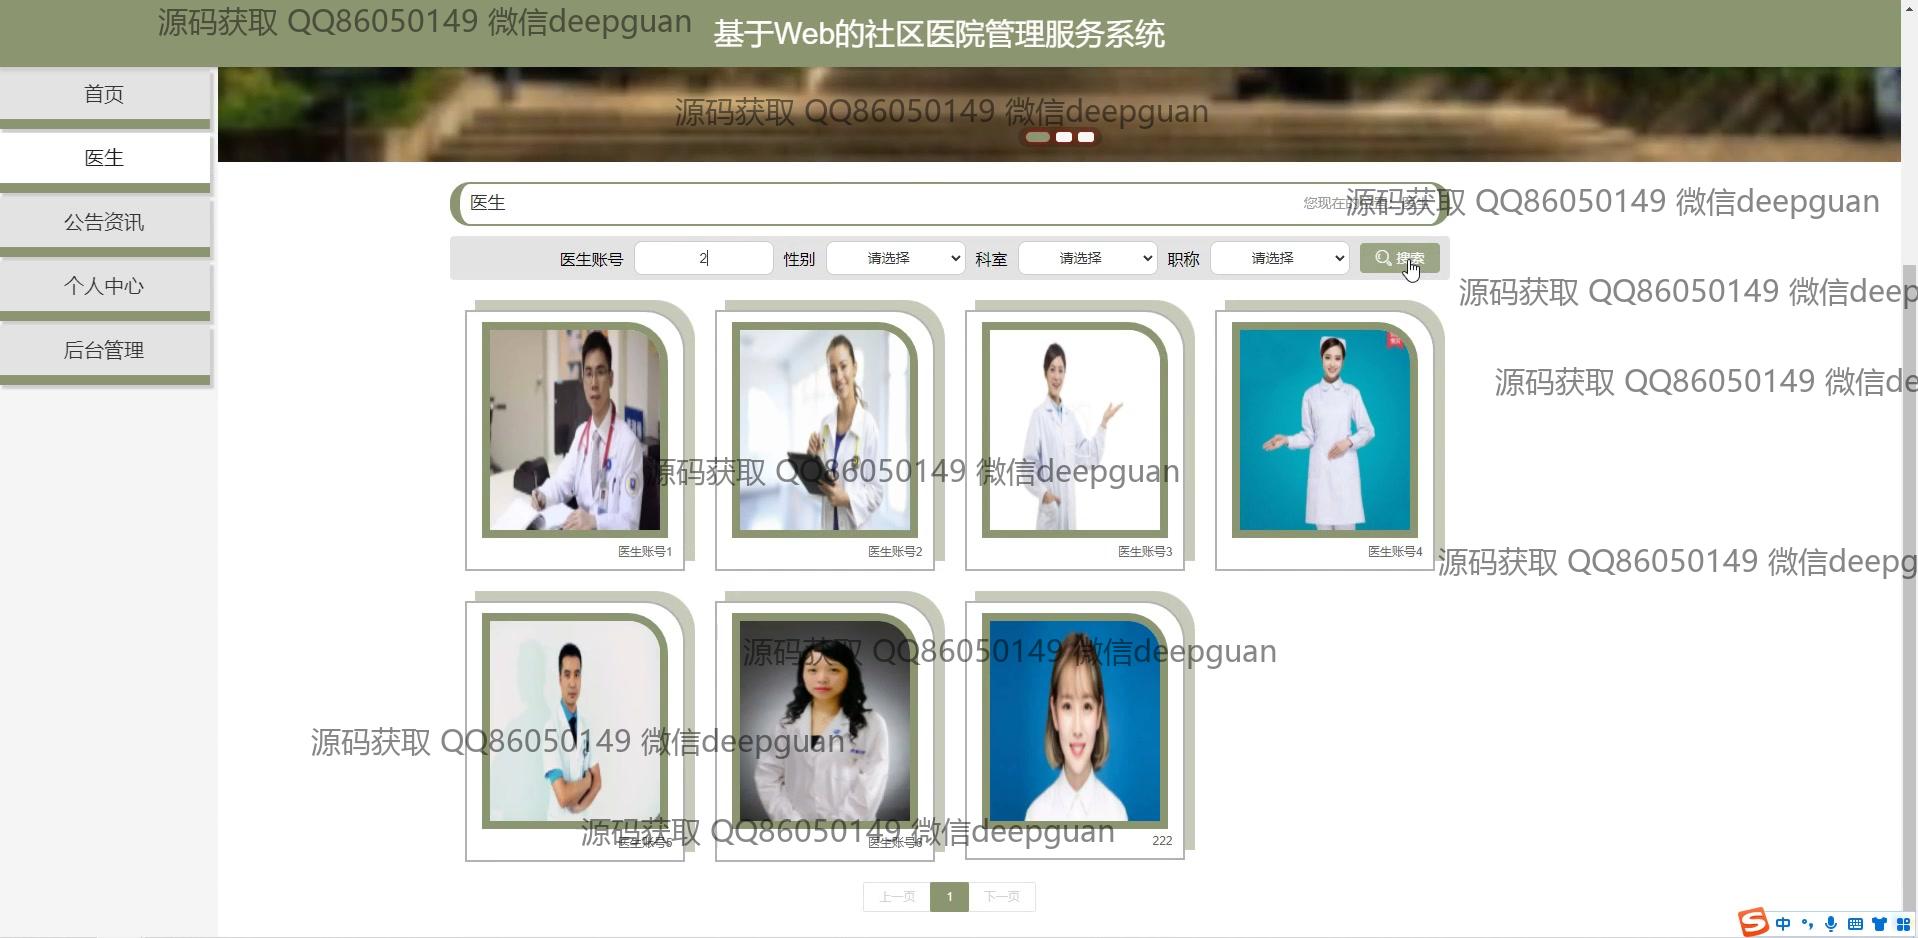 源码获取 QQ86050149 微信deepguan
基于Web的社区医院管理服务系统
首页
医生
公告资讯
个人中心
后台管理
源码获取 QQ86050149 微信deepguan
医生
您现在的
源码获取 QQ86050149 微信deepguan
医生账号 2 性别 请选择 科室 请选择 职称 请选择 搜索
源码获取 QQ86050149 微信deep
源码获取 QQ86050149 微信de
源码获取 QQ86050149 微信deepguan
医生账号1
医生账号2
医生账号3
医生账号4
源码获取 QQ86050149 微信deepg
源码获取 QQ86050149 微信deepguan
源码获取 QQ86050149 微信deepguan
源码获取 QQ86050149 微信deepguan
医生账号5
医生账号6
222
上一页 1 下一页
中